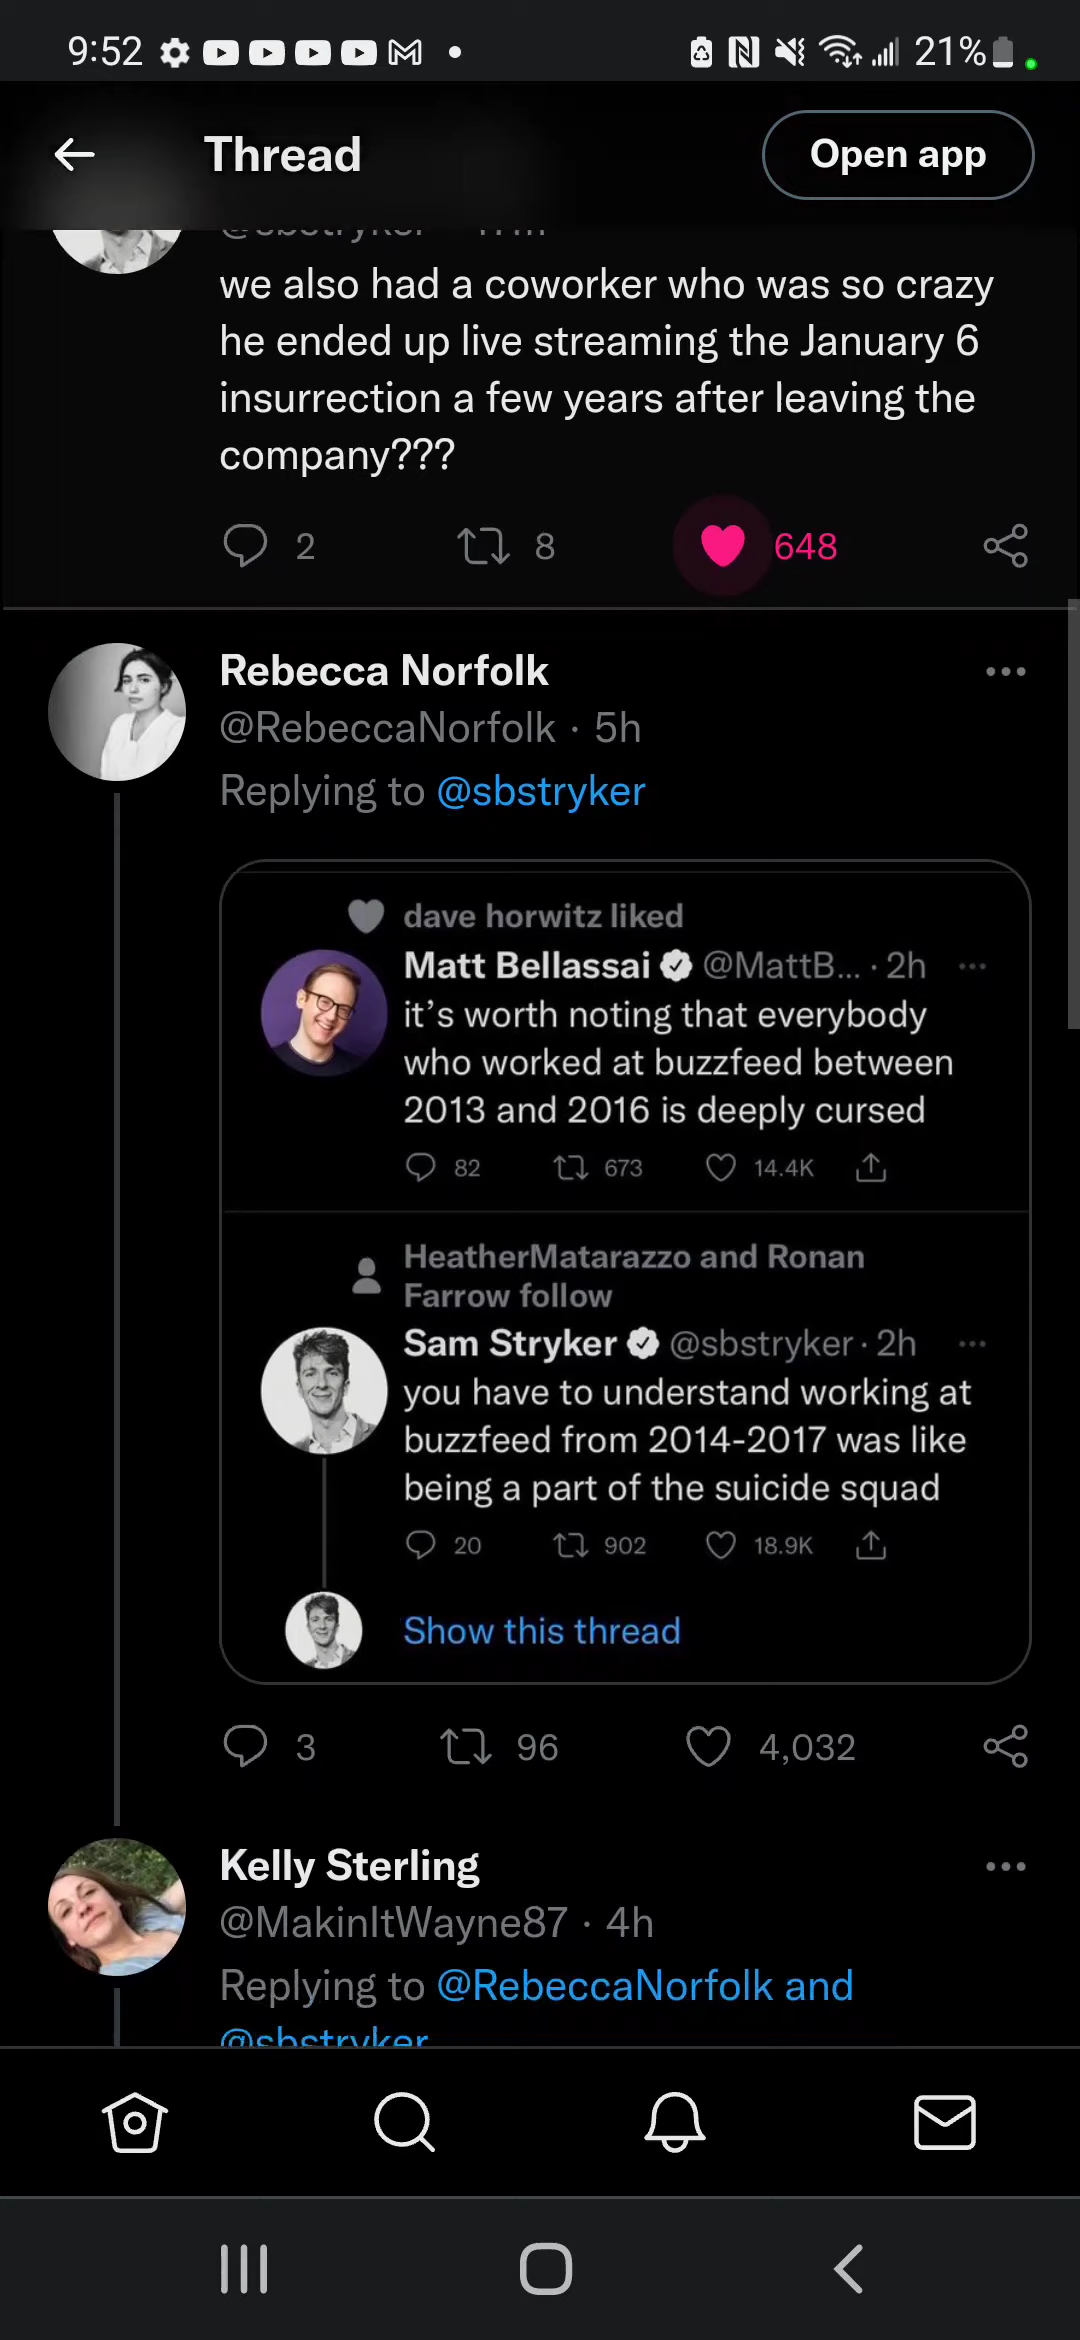 9:52
21%
Thread
Open app
we also had a coworker who was so crazy
he ended up live streaming the January 6
insurrection a few years after leaving the
company???
2 8 648
Rebecca Norfolk
@RebeccaNorfolk · 5h
Replying to @sbstryker
dave horwitz liked
Matt Bellassai @MattB... · 2h
it's worth noting that everybody
who worked at buzzfeed between
2013 and 2016 is deeply cursed
82 673 14.4K
HeatherMatarazzo and Ronan
Farrow follow
Sam Stryker @sbstryker · 2h
you have to understand working at
buzzfeed from 2014-2017 was like
being a part of the suicide squad
20 902 18.9K
Show this thread
3 96 4,032
Kelly Sterling
@MakinItWayne87 · 4h
Replying to @RebeccaNorfolk and
@sbstryker